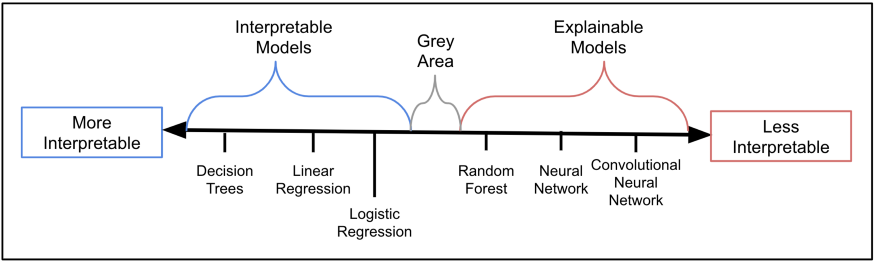 Interpretable
Models
Grey
Area
Explainable
Models
More
Interpretable
Less
Interpretable
Decision
Trees
Linear
Regression
Logistic
Regression
Random
Forest
Neural
Network
Convolutional
Neural
Network